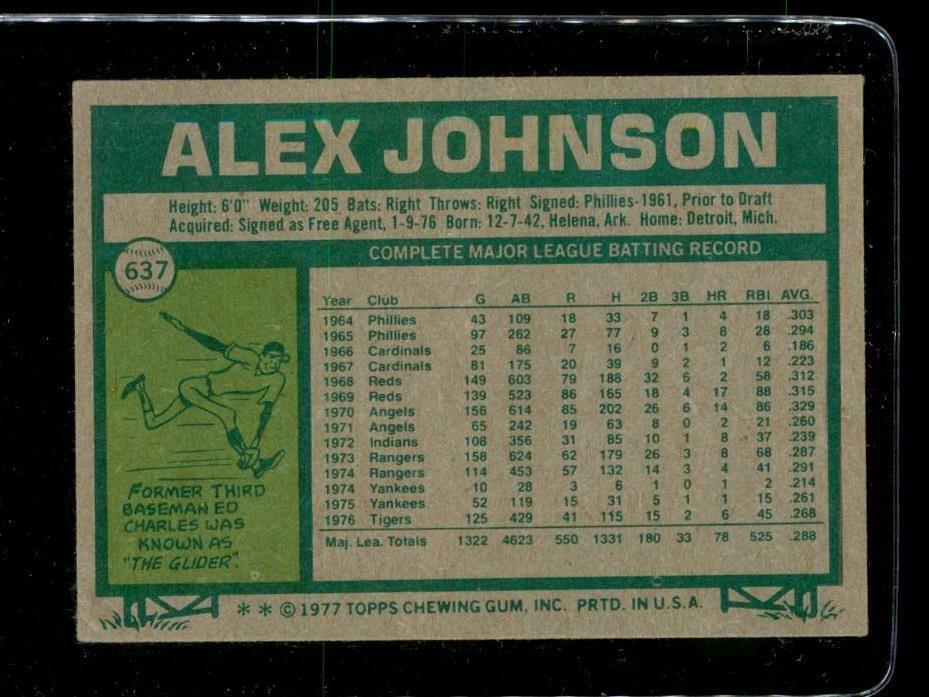 ALEX JOHNSON
Height: 6'0" Weight: 205 Bats: Right Throws: Right Signed: Phillies-1961, Prior to Draft
Acquired: Signed as Free Agent, 1-9-76 Born: 12-7-42, Helena, Ark. Home: Detroit, Mich.
637
COMPLETE MAJOR LEAGUE BATTING RECORD
Year Club G AB R H 2B 3B HR RBI AVG.
1964 Phillies 43 109 18 33 7 1 4 18 .303
1965 Phillies 97 262 27 77 9 3 8 28 .294
1966 Cardinals 25 86 7 16 0 1 2 6 .186
1967 Cardinals 81 175 20 39 9 2 1 12 .223
1968 Reds 149 603 79 188 32 6 2 58 .312
1969 Reds 139 523 86 165 18 4 17 88 .315
1970 Angels 156 614 85 202 26 6 14 86 .329
1971 Angels 65 242 19 63 8 0 2 21 .260
1972 Indians 108 356 31 85 10 1 8 37 .239
1973 Rangers 158 624 62 179 26 3 8 68 .287
1974 Rangers 114 453 57 132 14 3 4 41 .291
1974 Yankees 10 28 3 6 1 0 1 2 .214
1975 Yankees 52 119 15 31 5 1 1 15 .261
1976 Tigers 125 429 41 115 15 2 6 45 .268
Maj. Lea. Totals 1322 4623 550 1331 180 33 78 525 .288
FORMER THIRD
BASEMAN ED
CHARLES WAS
KNOWN AS
"THE GLIDER".
* * © 1977 TOPPS CHEWING GUM, INC. PRTD. IN U.S.A.